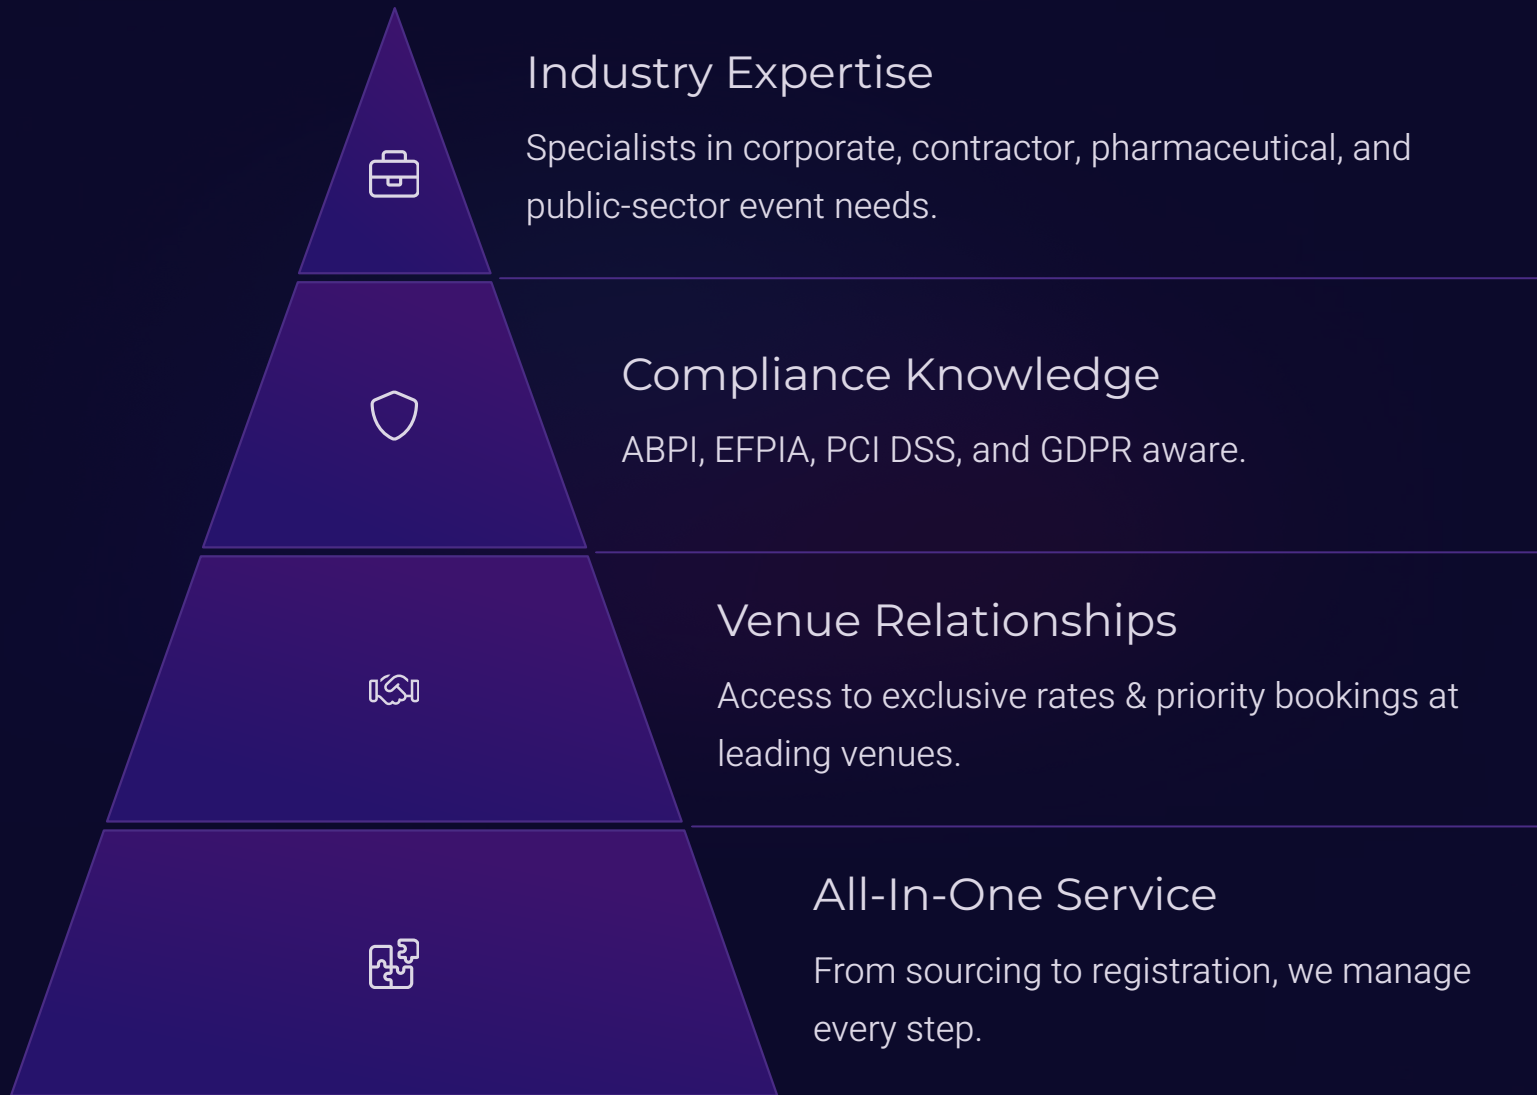 Industry Expertise
Specialists in corporate, contractor, pharmaceutical, and
public-sector event needs.
Compliance Knowledge
ABPI, EFPIA, PCI DSS, and GDPR aware.
Venue Relationships
Access to exclusive rates & priority bookings at
leading venues.
All-In-One Service
From sourcing to registration, we manage
every step.